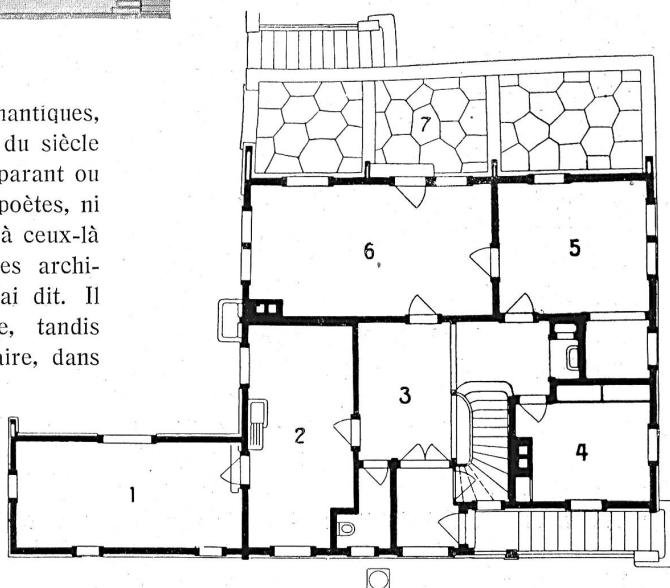 nantiques,
du siècle
parant ou
poètes, ni
à ceux-là
es archi-
ai dit. Il
e, tandis
aire, dans
7
6
5
3
2
4
1